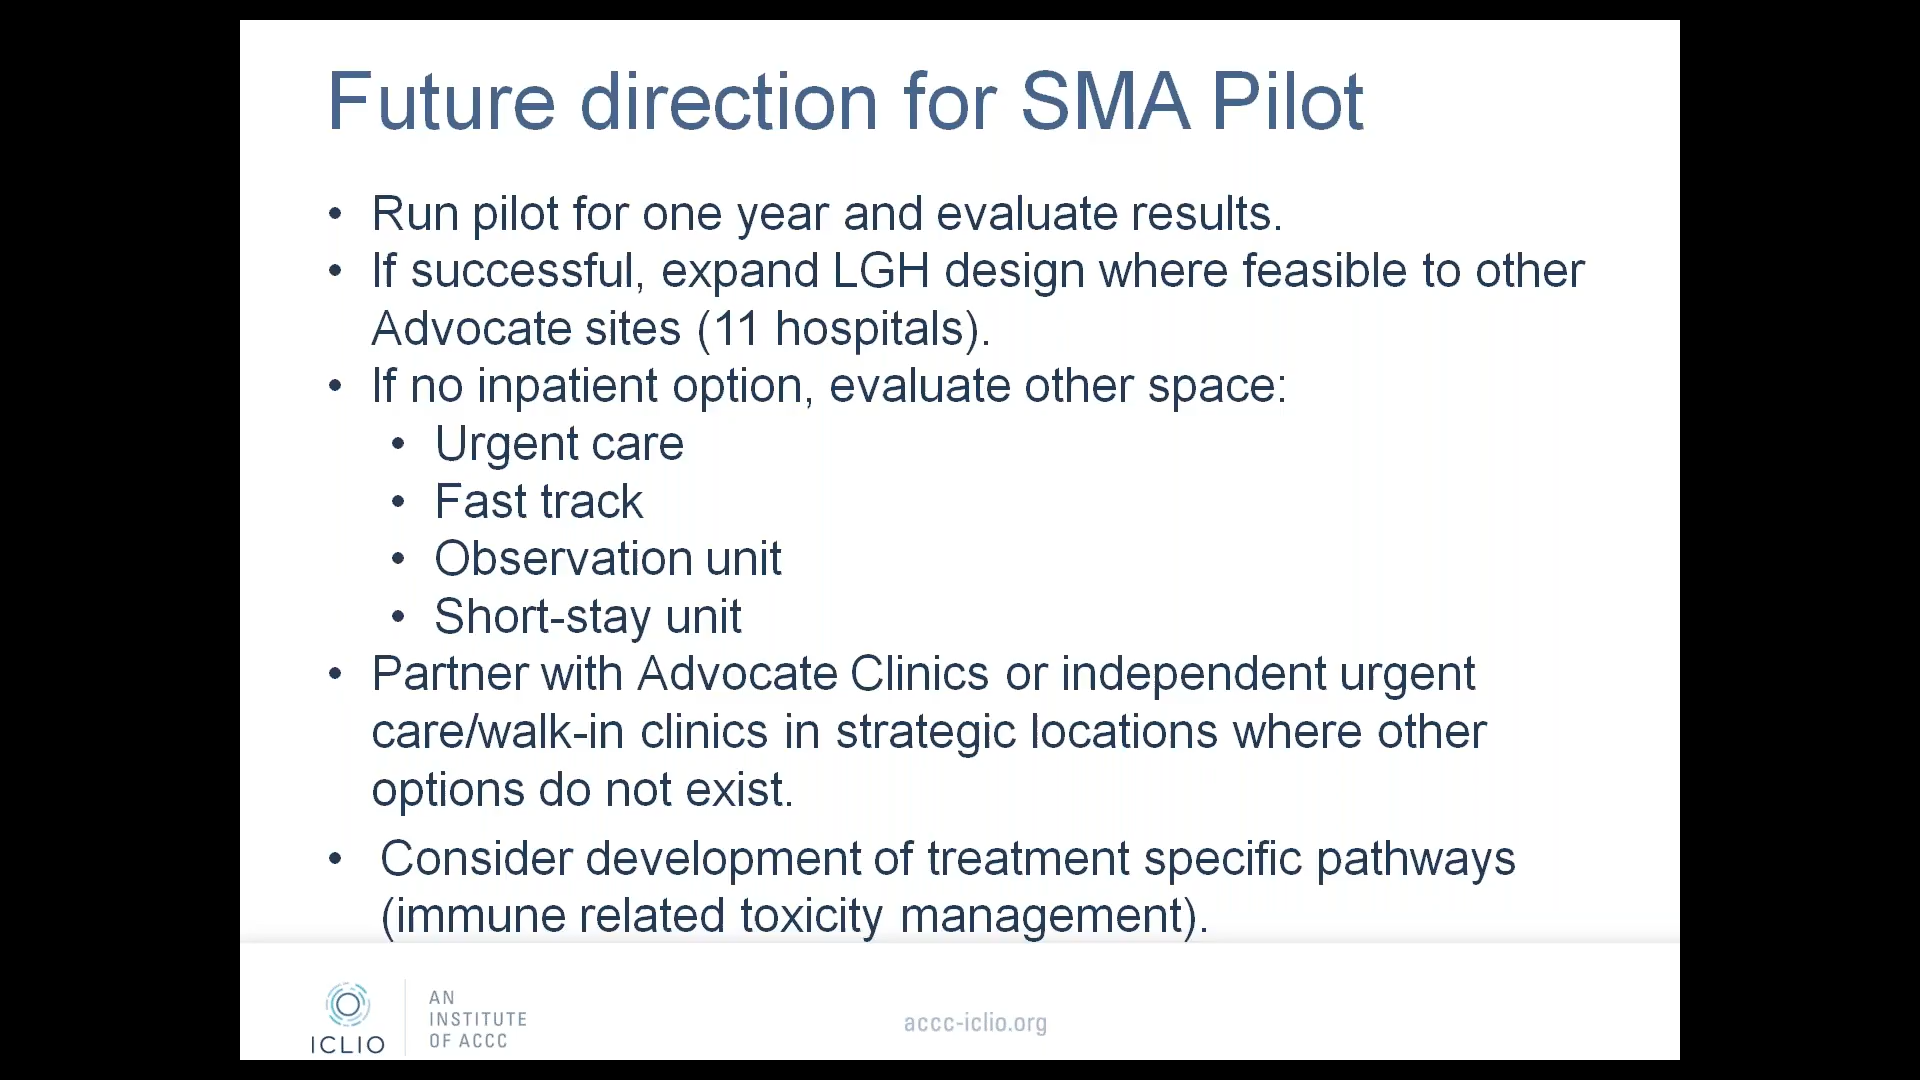 Future direction for SMA Pilot
• Run pilot for one year and evaluate results.
• If successful, expand LGH design where feasible to other
Advocate sites (11 hospitals).
• If no inpatient option, evaluate other space:
• Urgent care
• Fast track
• Observation unit
• Short-stay unit
• Partner with Advocate Clinics or independent urgent
care/walk-in clinics in strategic locations where other
options do not exist.
• Consider development of treatment specific pathways
(immune related toxicity management).
ICLIO
AN
INSTITUTE
OF ACCC
accc-iclio.org